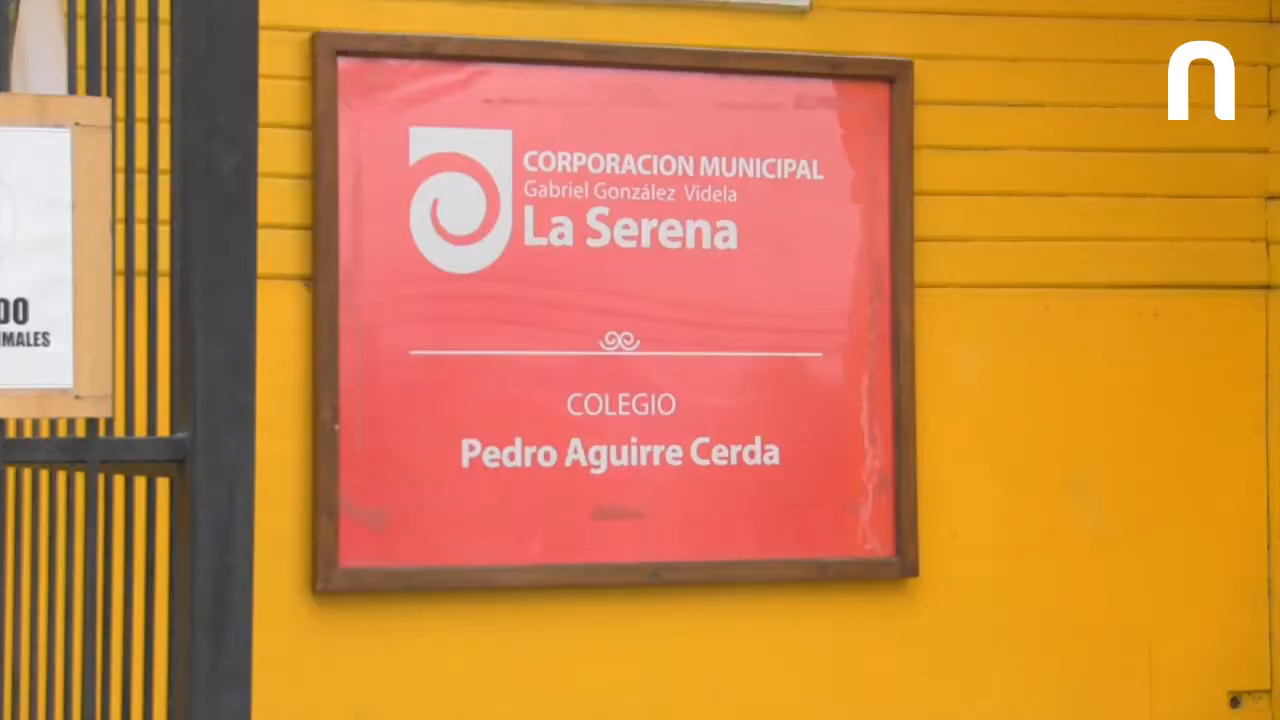 CORPORACION MUNICIPAL
Gabriel González Videla
La Serena
COLEGIO
Pedro Aguirre Cerda
n